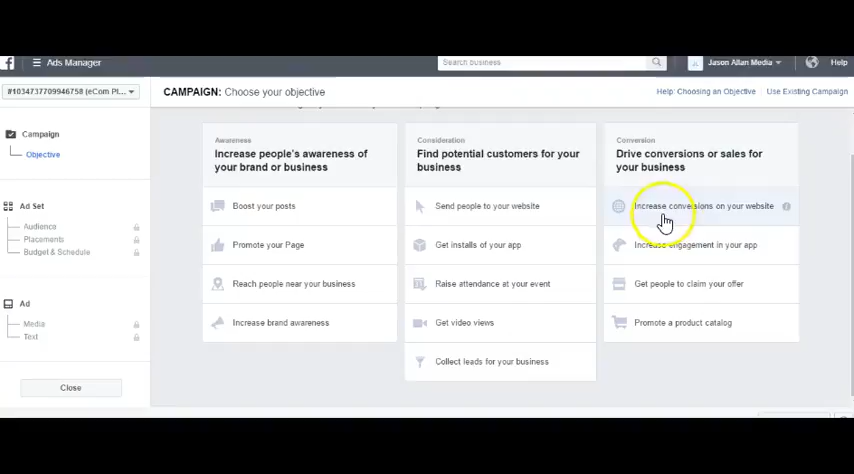 Ads Manager
Search business
Jason Allan Media
Help
#1034737709946758 (eCom Pl...
CAMPAIGN: Choose your objective
Help: Choosing an Objective
Use Existing Campaign
Campaign
Objective
Ad Set
Audience
Placements
Budget & Schedule
Ad
Media
Text
Close
Awareness
Increase people's awareness of
your brand or business
Boost your posts
Promote your Page
Reach people near your business
Increase brand awareness
Consideration
Find potential customers for your
business
Send people to your website
Get installs of your app
Raise attendance at your event
Get video views
Collect leads for your business
Conversion
Drive conversions or sales for
your business
Increase conversions on your website
Increase engagement in your app
Get people to claim your offer
Promote a product catalog